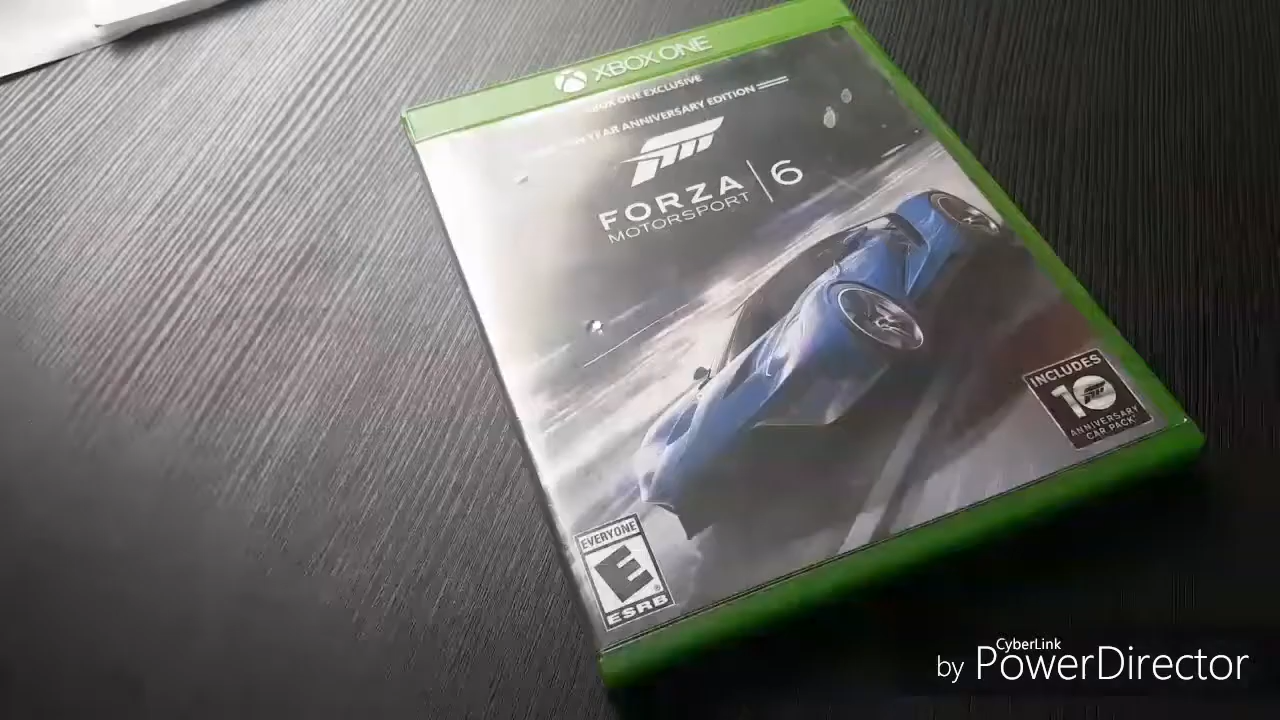 XBOX ONE
XBOX ONE EXCLUSIVE
YEAR ANNIVERSARY EDITION
FORZA | 6
MOTORSPORT
INCLUDES
10
ANNIVERSARY
CAR PACK
EVERYONE
E
ESRB
CyberLink
by PowerDirector